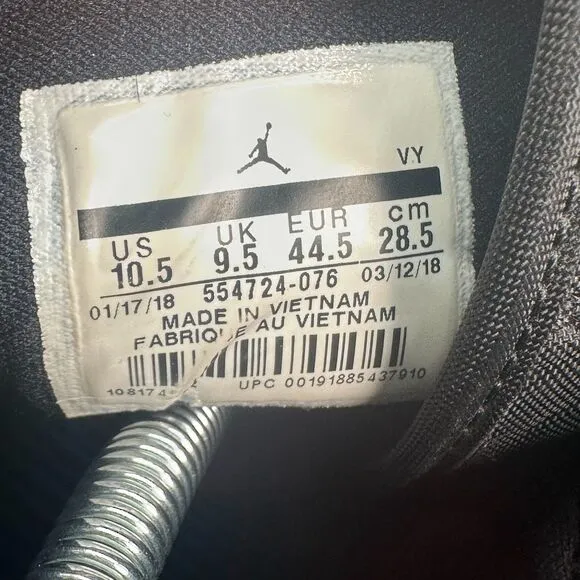 VY
US UK EUR cm
10.5 9.5 44.5 28.5
01/17/18 554724-076 03/12/18
MADE IN VIETNAM
FABRIQUE AU VIETNAM
UPC 00191885437910